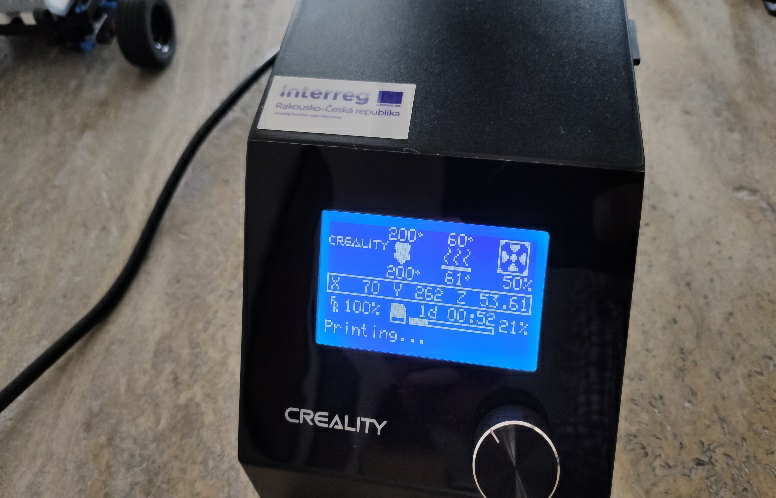 interreg
Rakousko-Česká republika
CREALITY 200° 60°
200° 61° 50%
X 70 Y 262 Z 53.61
100% 1d 00:52 21%
Printing...
CREALITY